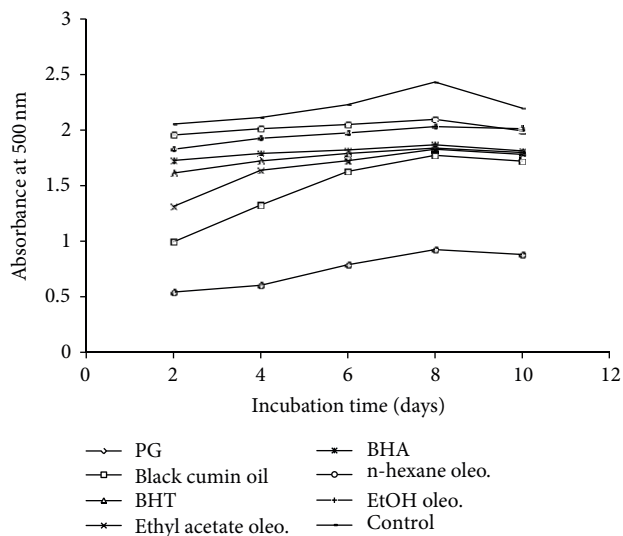 3
2.5
2
1.5
1
0.5
0
Absorbance at 500 nm
0 2 4 6 8 10 12
Incubation time (days)
PG
Black cumin oil
BHT
Ethyl acetate oleo.
BHA
n-hexane oleo.
EtOH oleo.
Control